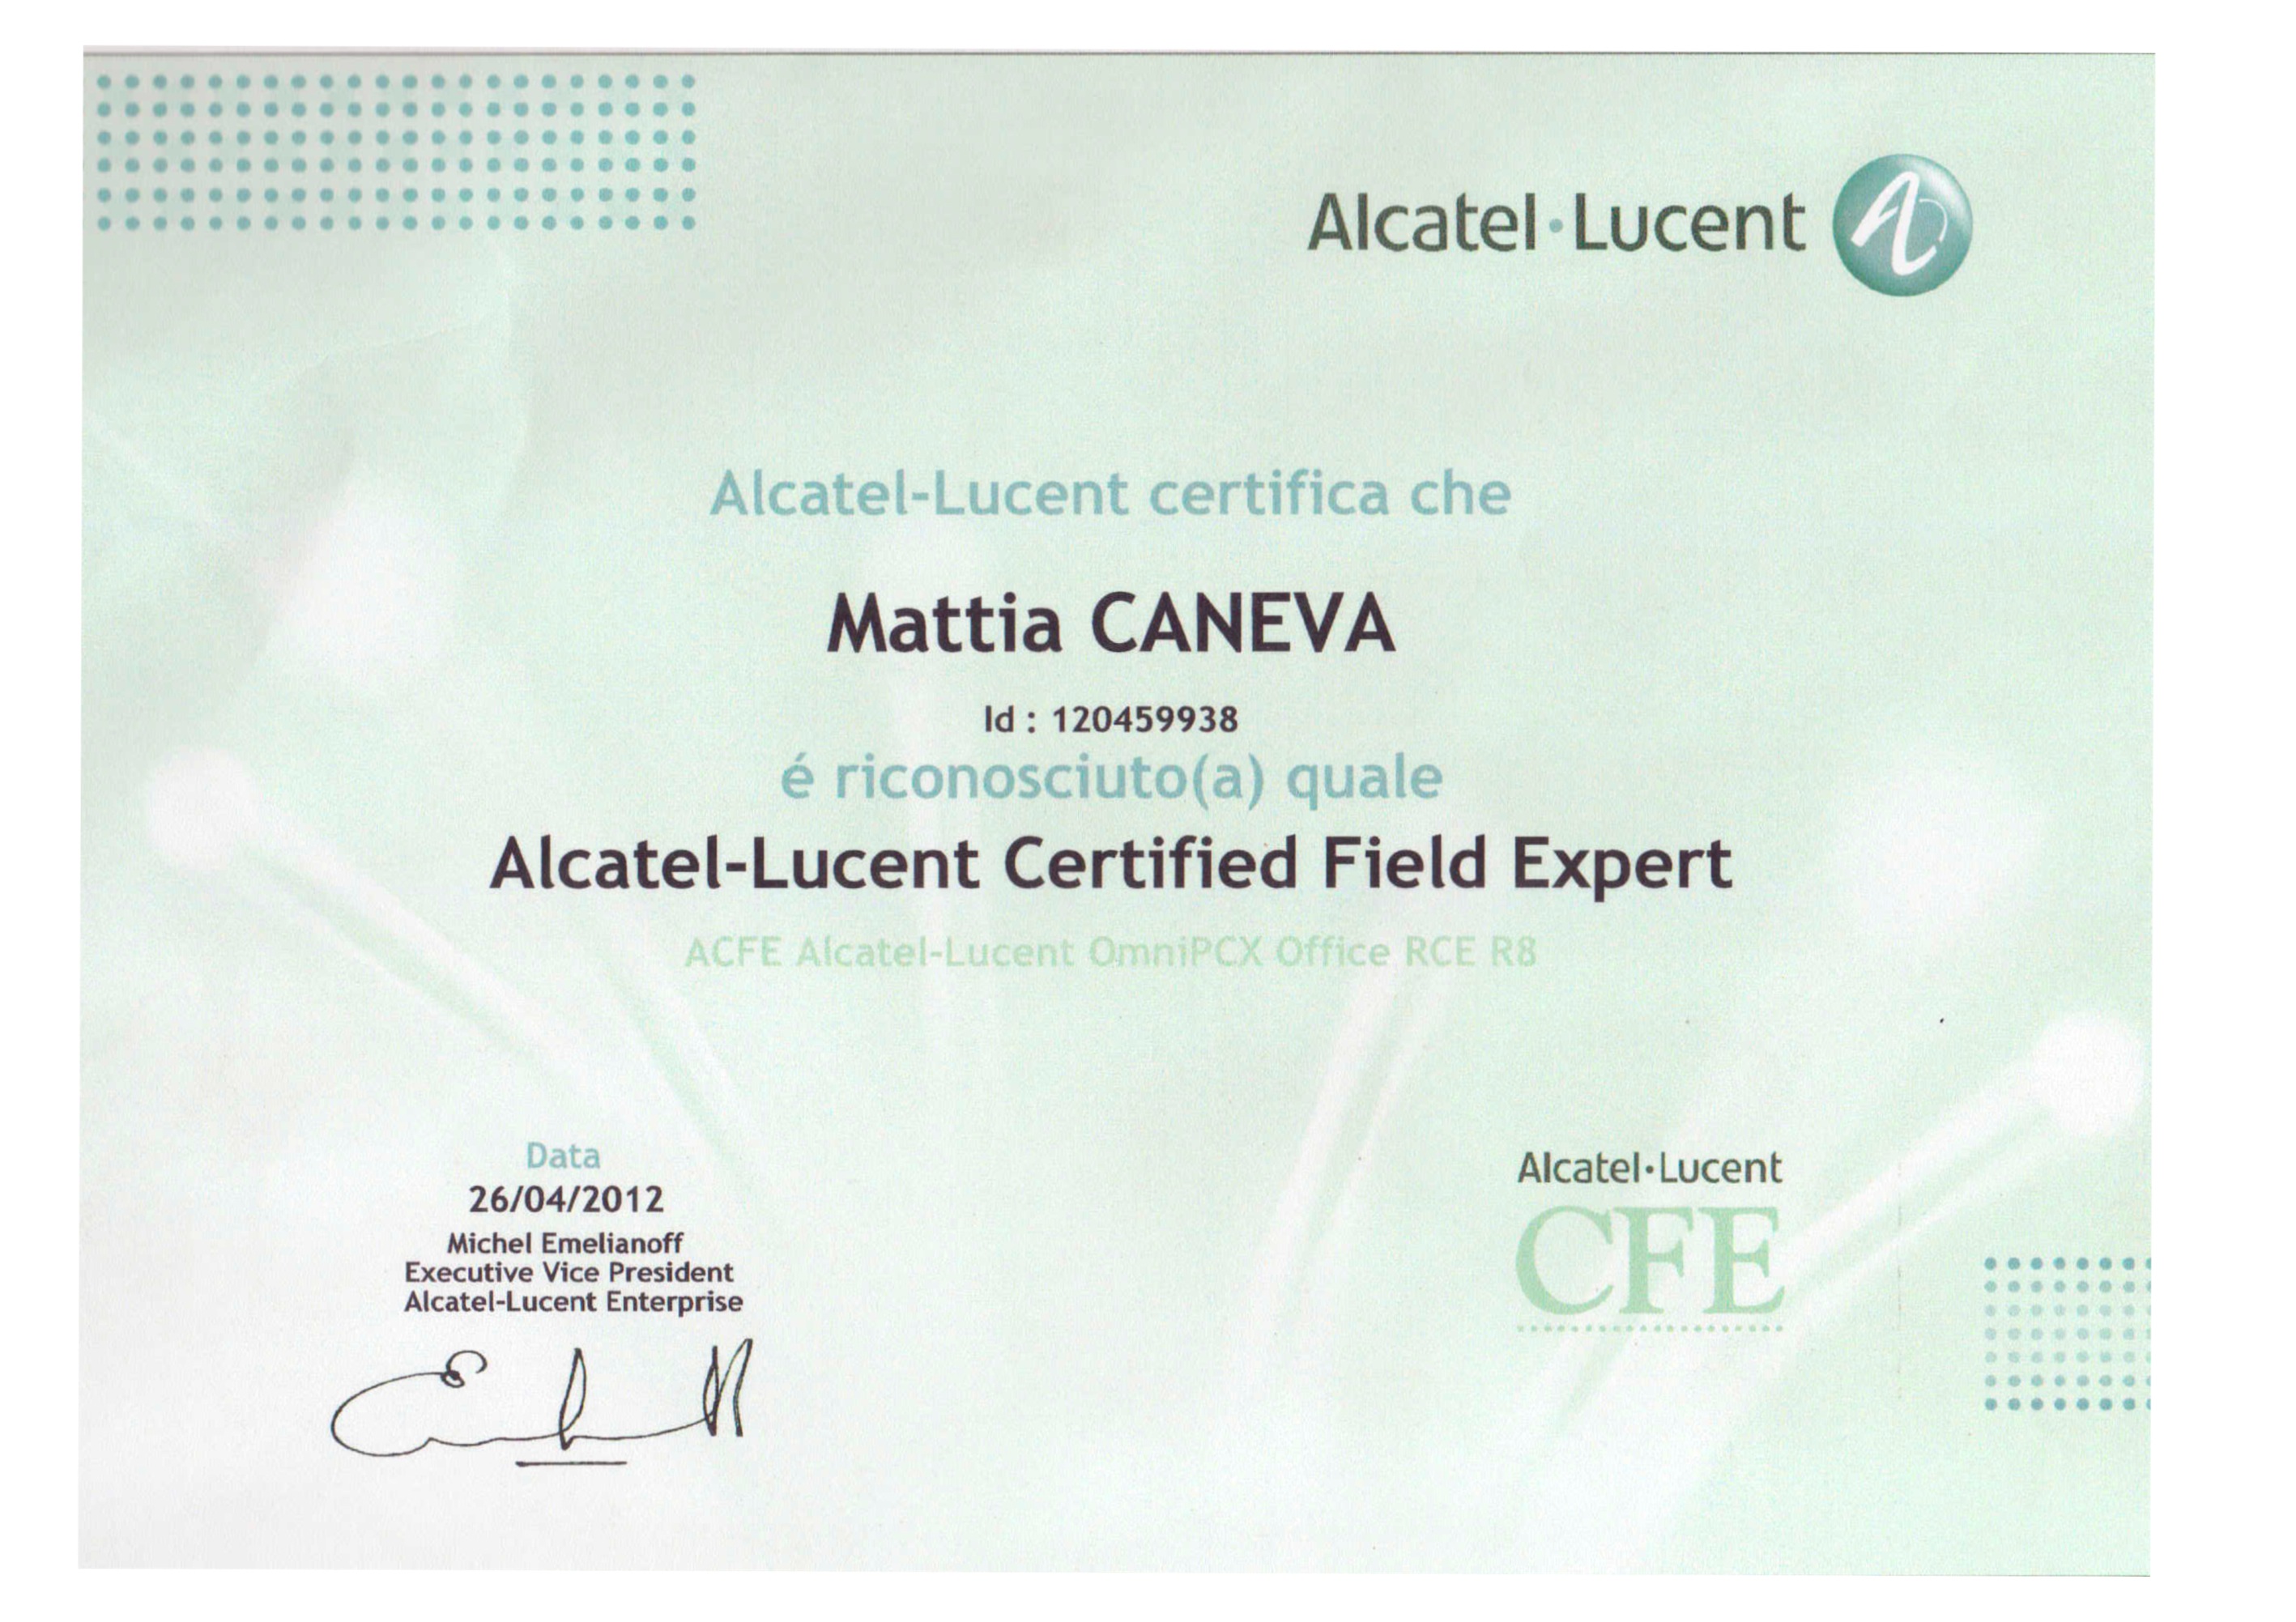 Alcatel·Lucent
Alcatel-Lucent certifica che
Mattia CANEVA
Id : 120459938
é riconosciuto(a) quale
Alcatel-Lucent Certified Field Expert
ACFE Alcatel-Lucent OmniPCX Office RCE R8
Data
26/04/2012
Michel Emelianoff
Executive Vice President
Alcatel-Lucent Enterprise
Alcatel·Lucent
CFE